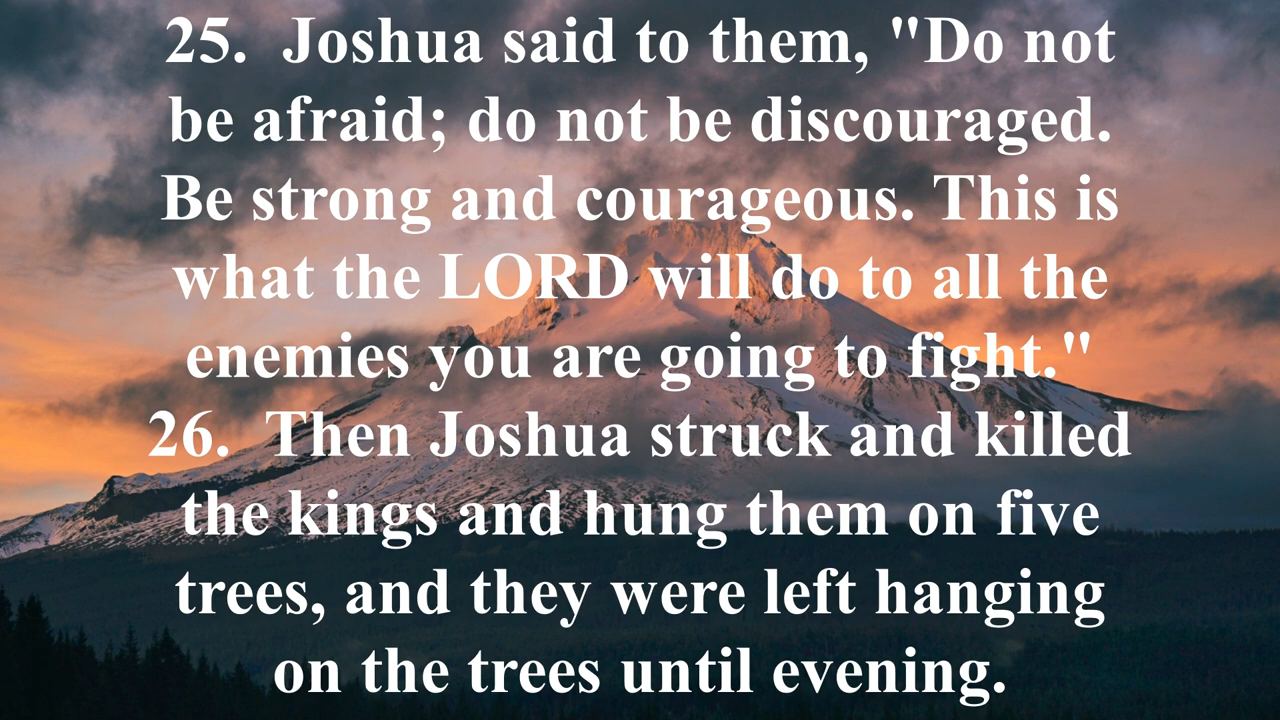 25.  Joshua said to them, "Do not
be afraid; do not be discouraged.
Be strong and courageous. This is
what the LORD will do to all the
enemies you are going to fight."
26.  Then Joshua struck and killed
the kings and hung them on five
trees, and they were left hanging
on the trees until evening.